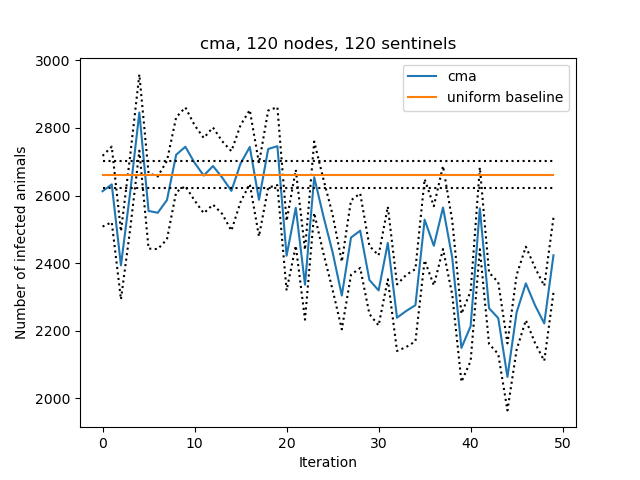 cma, 120 nodes, 120 sentinels
cma
uniform baseline
Number of infected animals
3000
2800
2600
2400
2200
2000
0 10 20 30 40 50
Iteration